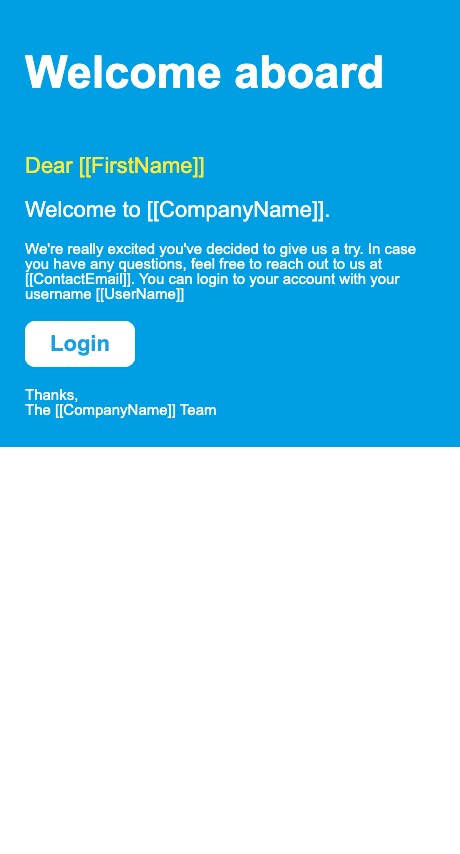 Welcome aboard
Dear [[FirstName]]
Welcome to [[CompanyName]].
We're really excited you've decided to give us a try. In case
you have any questions, feel free to reach out to us at
[[ContactEmail]]. You can login to your account with your
username [[UserName]]
Login
Thanks,
The [[CompanyName]] Team